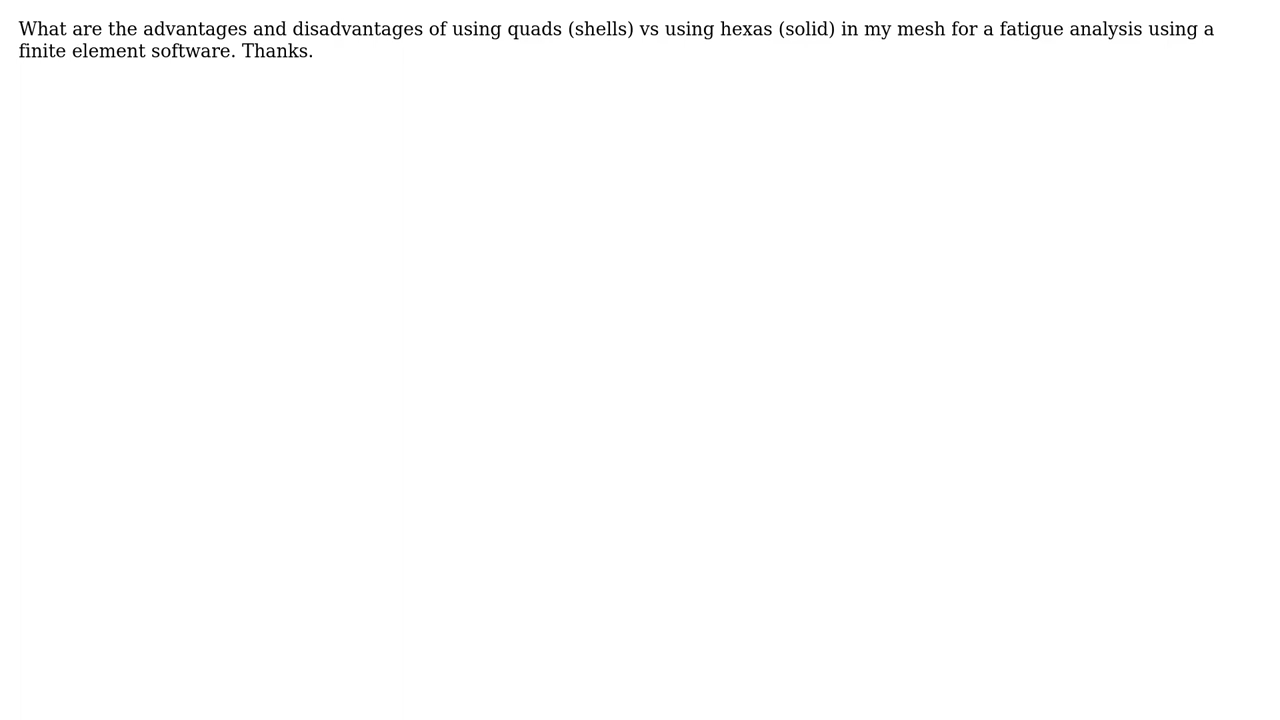 What are the advantages and disadvantages of using quads (shells) vs using hexas (solid) in my mesh for a fatigue analysis using a
finite element software. Thanks.